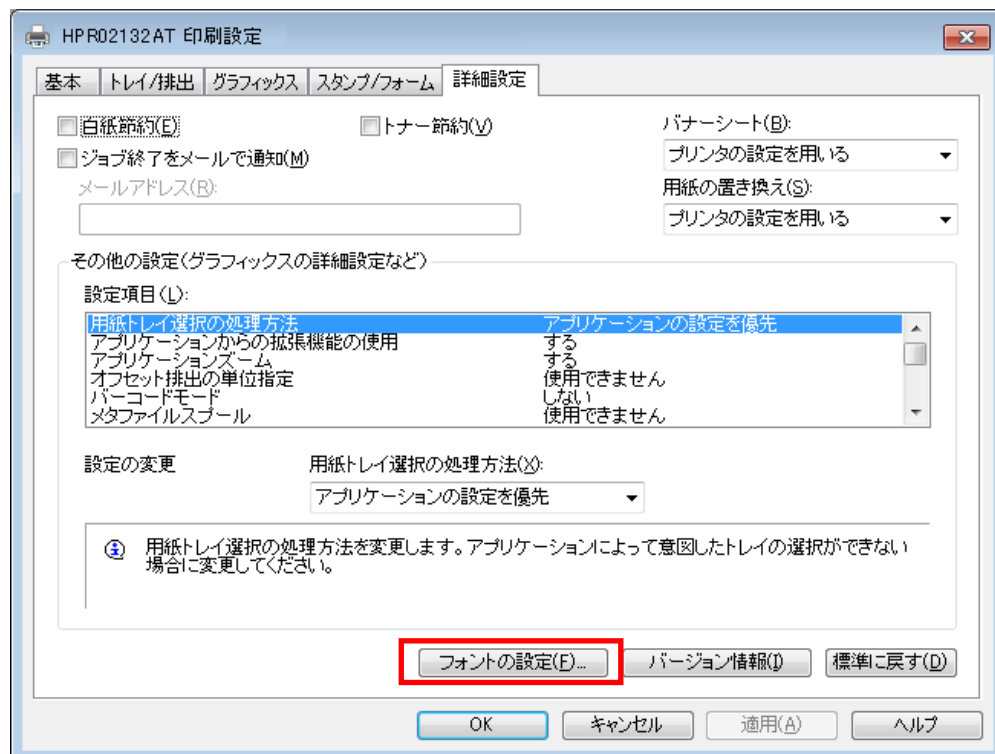 HPR02132AT 印刷設定
基本 トレイ/排出 グラフィックス スタンプ/フォーム 詳細設定
白紙節約(E) トナー節約(V) バナーシート(B):
ジョブ終了をメールで通知(M) プリンタの設定を用いる
メールアドレス(R): 用紙の置き換え(S):
プリンタの設定を用いる
その他の設定(グラフィックスの詳細設定など)
設定項目(L):
用紙トレイ選択の処理方法 アプリケーションの設定を優先
アプリケーションからの拡張機能の使用 する
アプリケーションズーム する
オフセット排出の単位指定 使用できません
バーコードモード しない
メタファイルスプール 使用できません
設定の変更 用紙トレイ選択の処理方法(X):
アプリケーションの設定を優先
用紙トレイ選択の処理方法を変更します。アプリケーションによって意図したトレイの選択ができない
場合に変更してください。
フォントの設定(F)... バージョン情報(I) 標準に戻す(D)
OK キャンセル 適用(A) ヘルプ